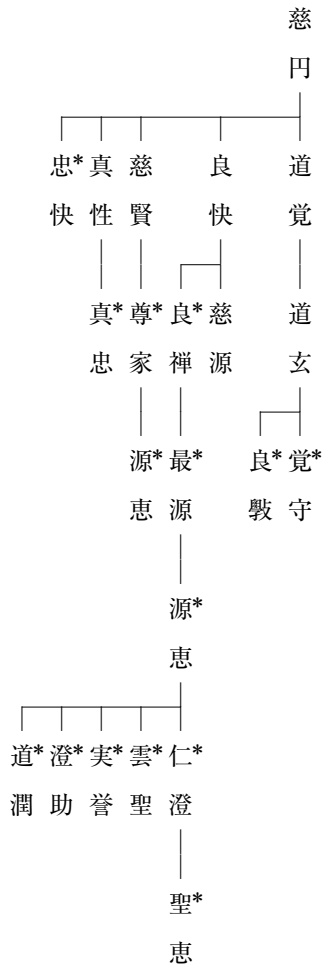 慈円
道覚
良快
慈賢
真性
忠快*
道玄
慈源
良禅*
尊家*
真忠*
覚守*
良斅*
最源*
源恵*
源恵*
仁澄*
雲聖*
実誉*
澄助*
道潤*
聖恵*